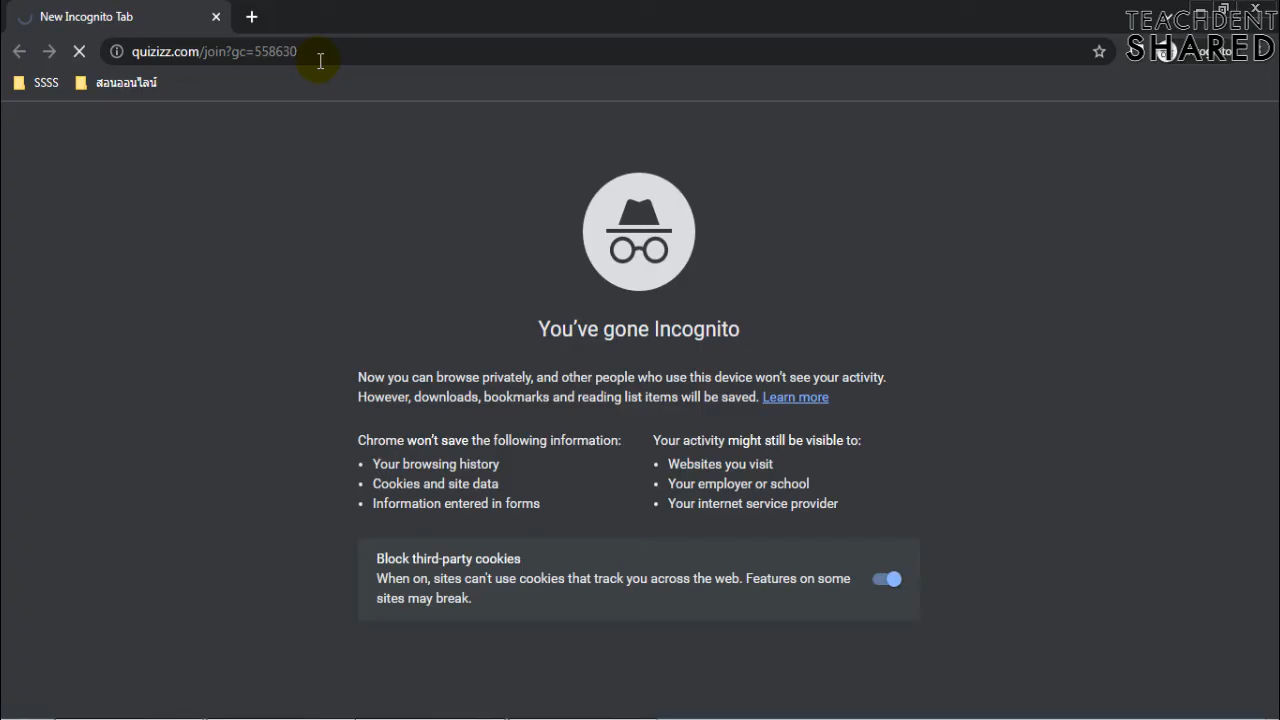 New Incognito Tab
TEACHDENT
SHARED
quizizz.com/join?gc=558630
SSSS
สอนออนไลน์
You've gone Incognito
Now you can browse privately, and other people who use this device won't see your activity.
However, downloads, bookmarks and reading list items will be saved. Learn more
Chrome won't save the following information:
• Your browsing history
• Cookies and site data
• Information entered in forms
Your activity might still be visible to:
• Websites you visit
• Your employer or school
• Your internet service provider
Block third-party cookies
When on, sites can't use cookies that track you across the web. Features on some
sites may break.